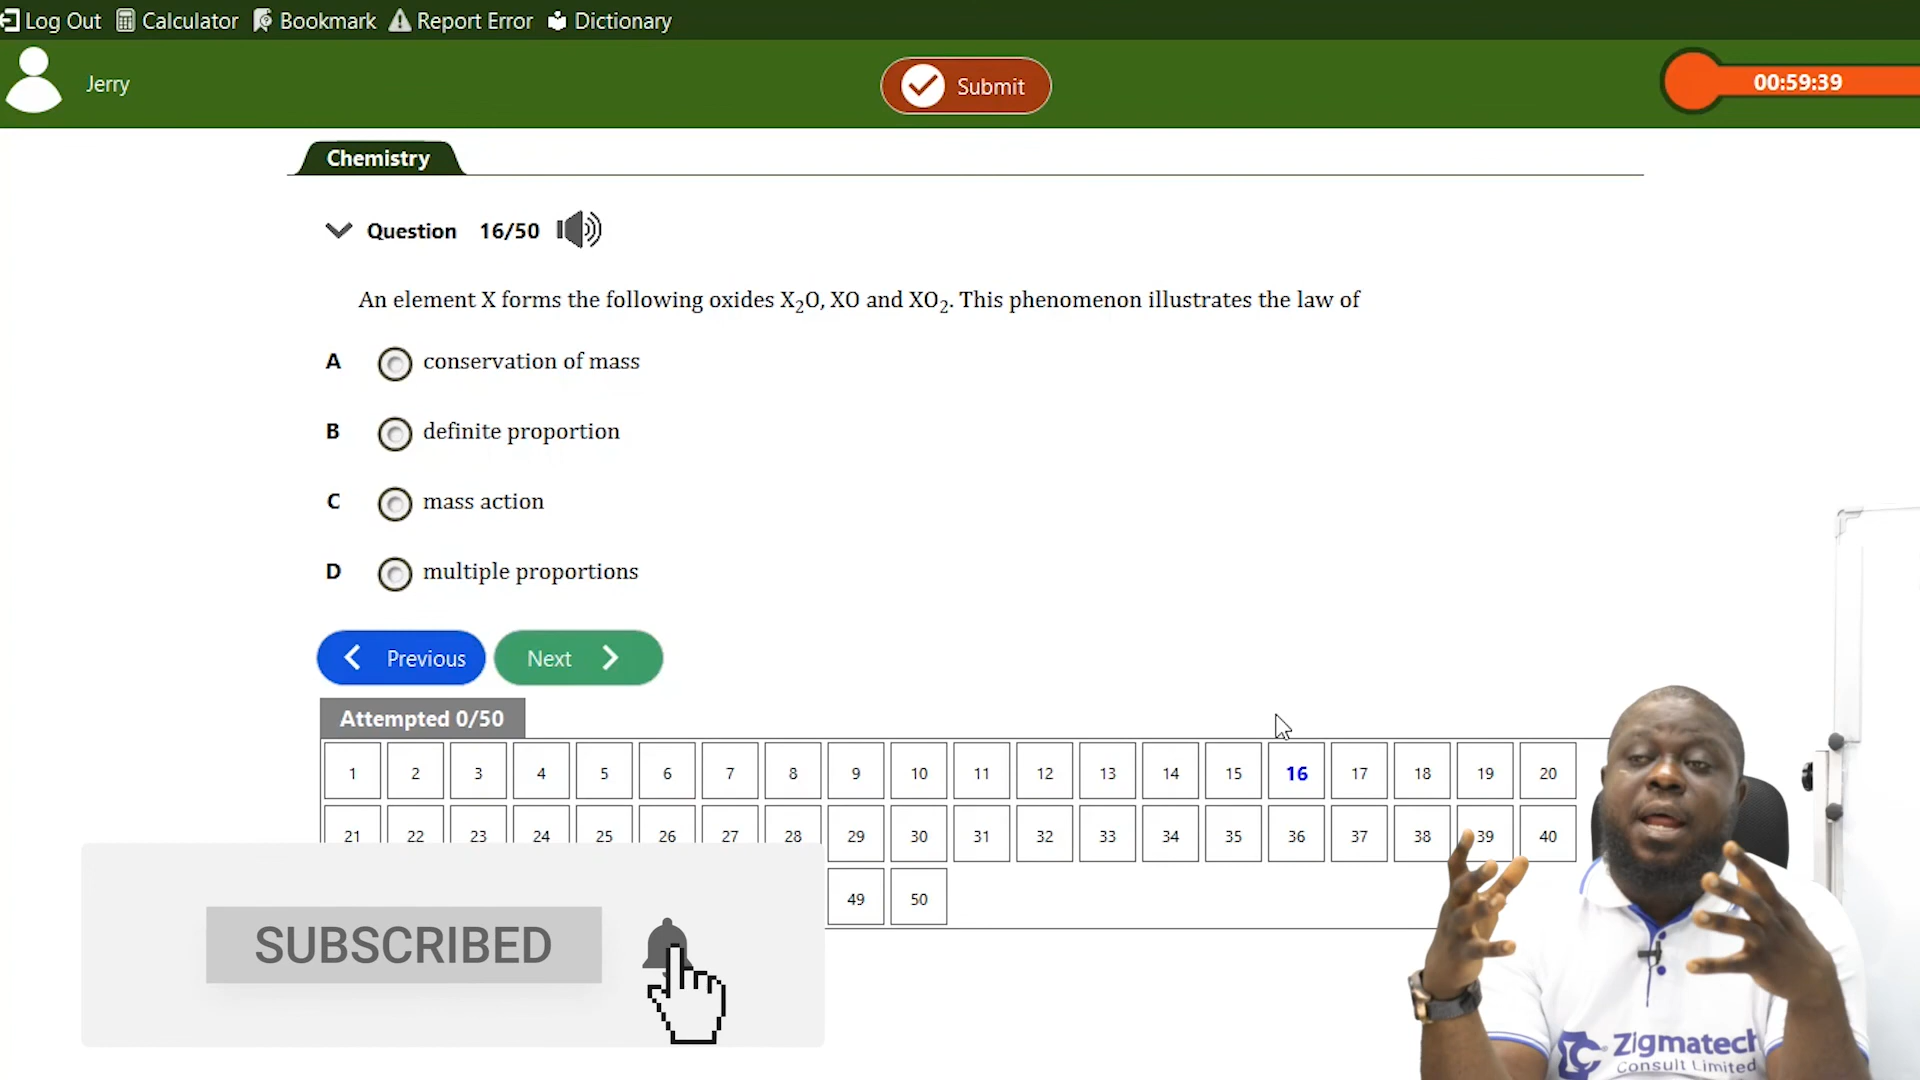 Log Out Calculator Bookmark Report Error Dictionary
Jerry
Submit
00:59:39
Chemistry
Question 16/50
An element X forms the following oxides X₂O, XO and XO₂. This phenomenon illustrates the law of
A conservation of mass
B definite proportion
C mass action
D multiple proportions
Previous Next
Attempted 0/50
1 2 3 4 5 6 7 8 9 10 11 12 13 14 15 16 17 18 19 20
21 22 23 24 25 26 27 28 29 30 31 32 33 34 35 36 37 38 39 40
49 50
SUBSCRIBED
Zigmatech
Consult Limited